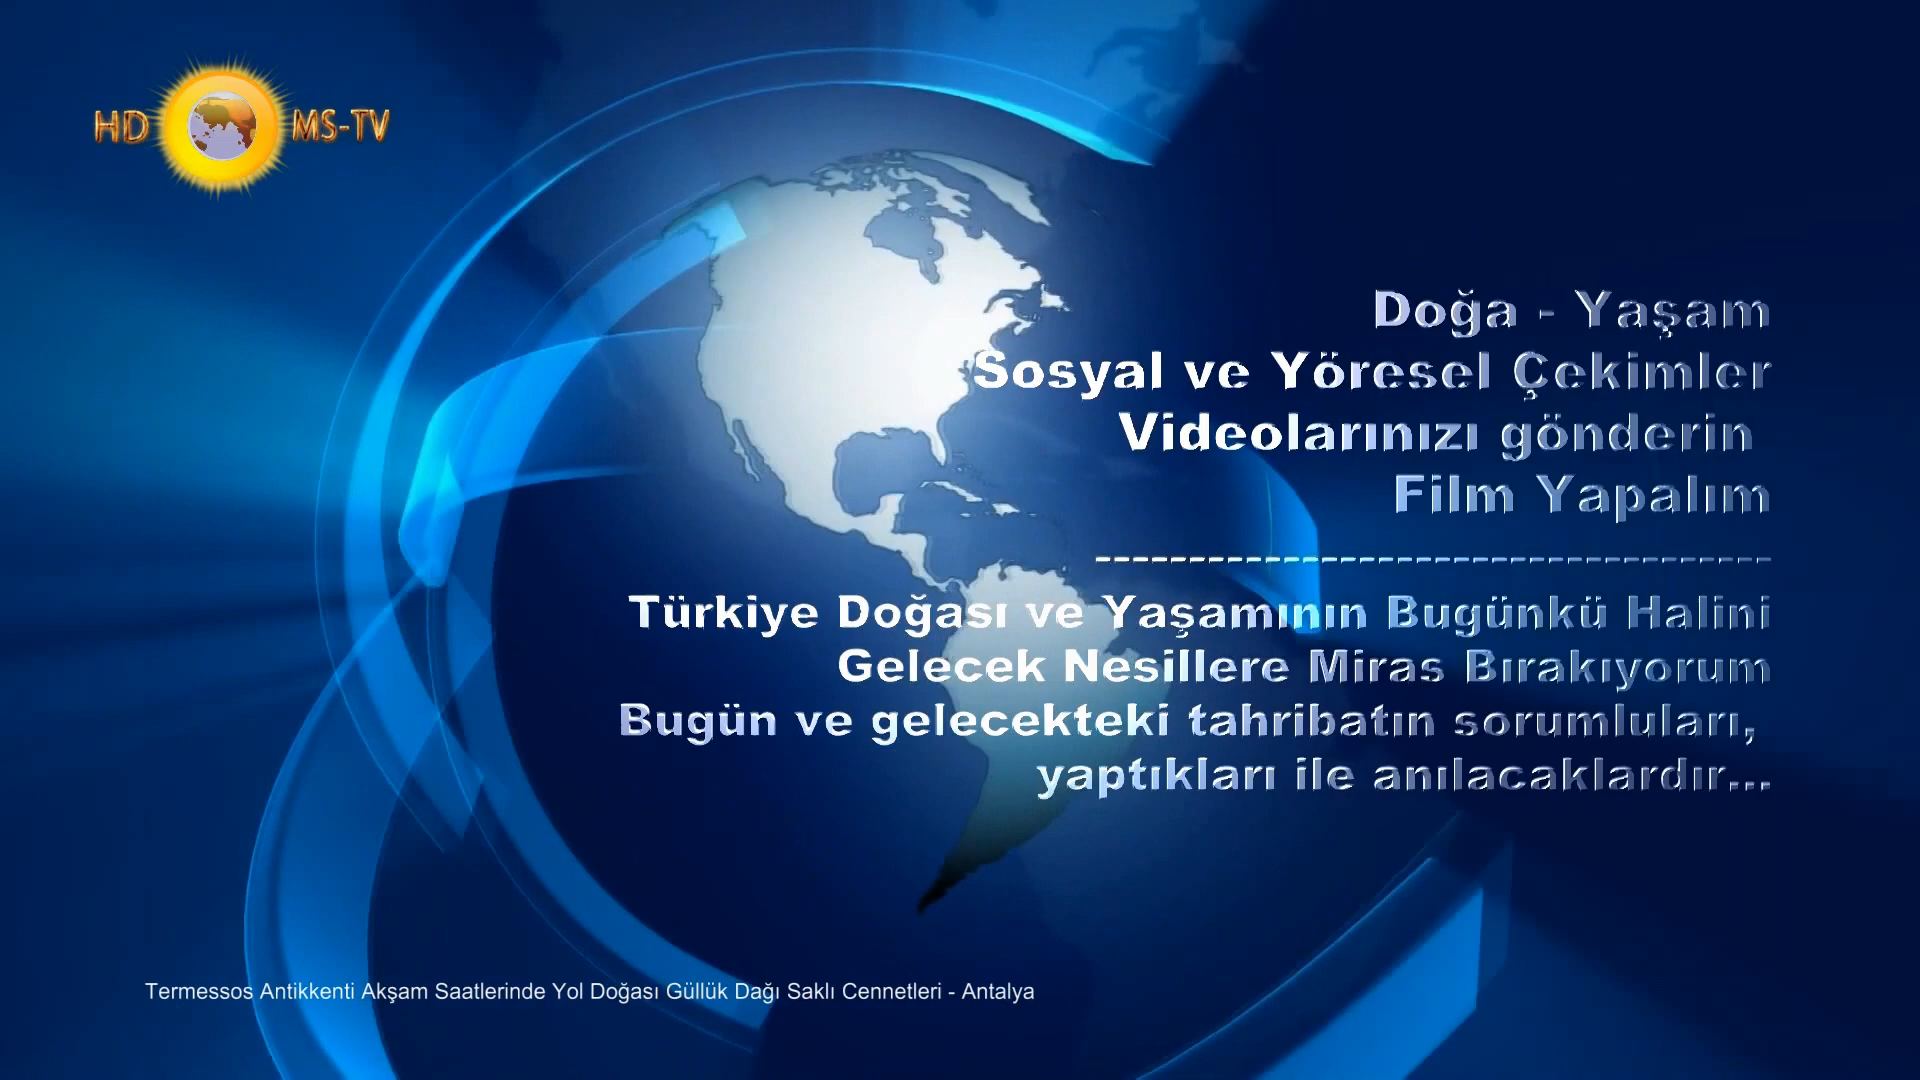 HD MS-TV
Doğa - Yaşam
Sosyal ve Yöresel Çekimler
Videolarınızı gönderin
Film Yapalım
------------------------------------
Türkiye Doğası ve Yaşamının Bugünkü Halini
Gelecek Nesillere Miras Bırakıyorum
Bugün ve gelecekteki tahribatın sorumluları,
yaptıkları ile anılacaklardır...
Termessos Antikkenti Akşam Saatlerinde Yol Doğası Güllük Dağı Saklı Cennetleri - Antalya